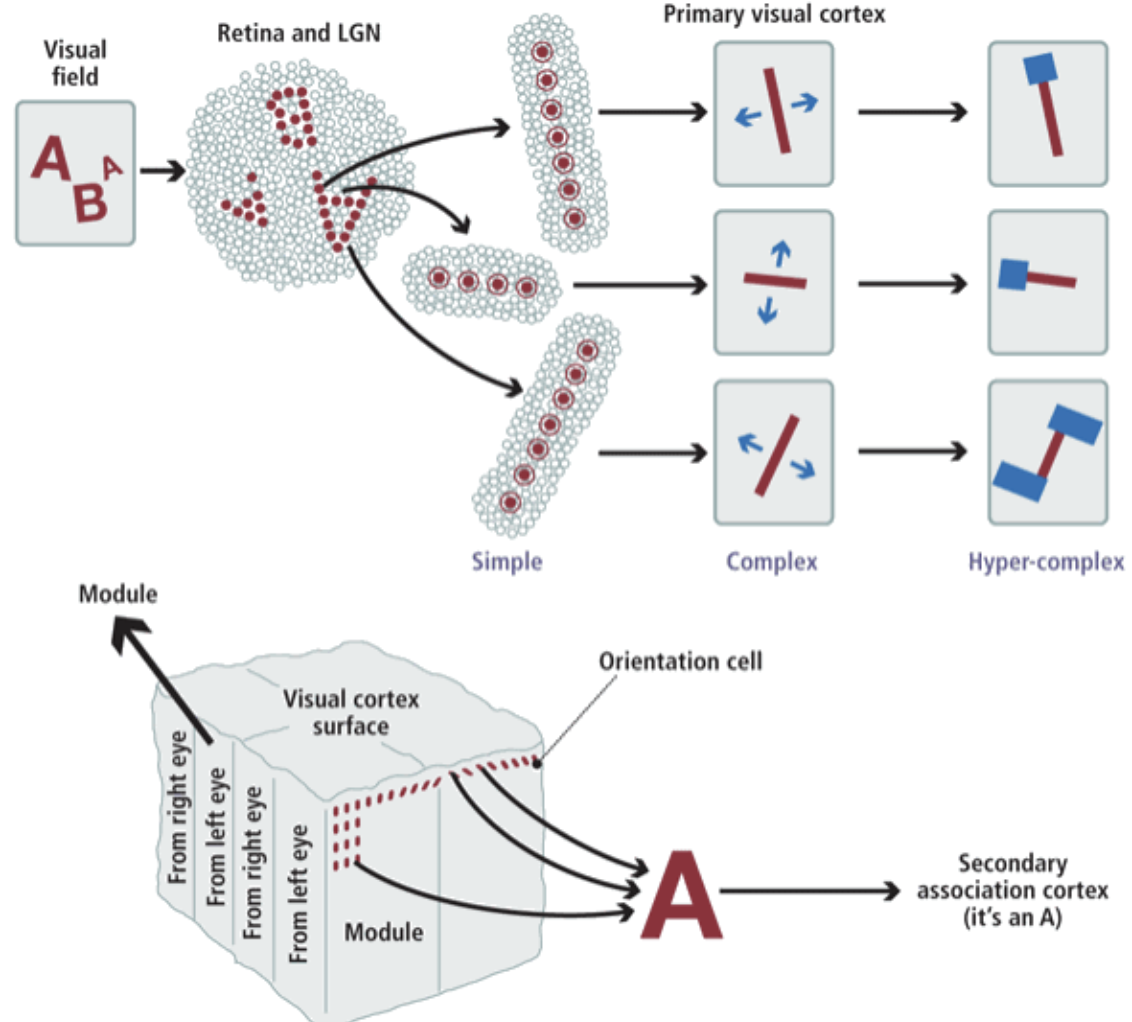 Primary visual cortex
Retina and LGN
Visual
field
A
A
B
Simple
Complex
Hyper-complex
Module
Orientation cell
Visual cortex
surface
From right eye
From left eye
From right eye
From left eye
Module
A
Secondary
association cortex
(it's an A)